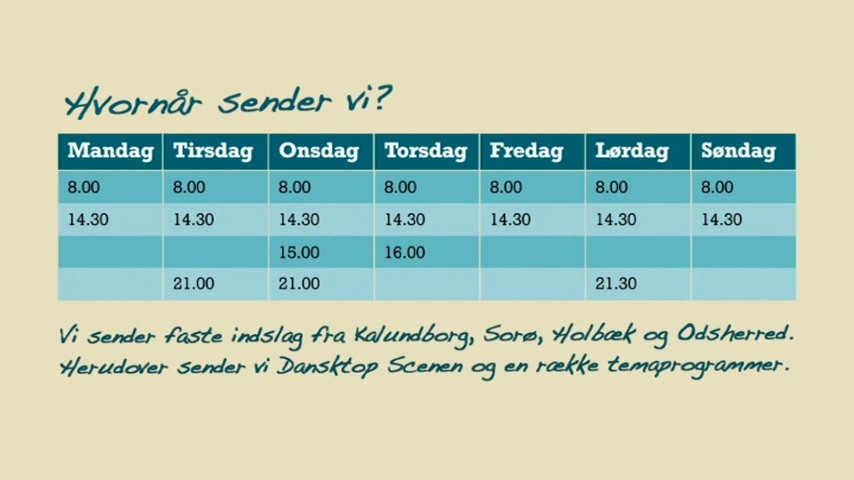 Hvornår sender vi?
Mandag Tirsdag Onsdag Torsdag Fredag Lørdag Søndag
8.00 8.00 8.00 8.00 8.00 8.00 8.00
14.30 14.30 14.30 14.30 14.30 14.30 14.30
15.00 16.00
21.00 21.00 21.30
Vi sender faste indslag fra Kalundborg, Sorø, Holbæk og Odsherred.
Herudover sender vi Dansktop Scenen og en række temaprogrammer.